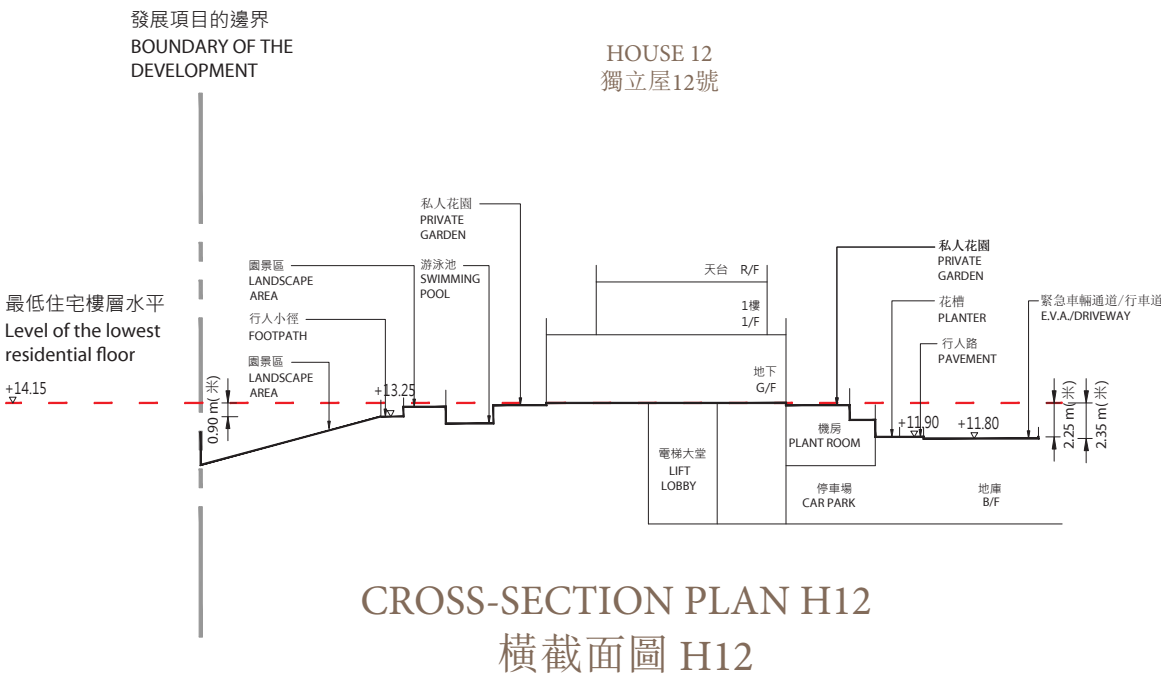 發展項目的邊界
BOUNDARY OF THE
DEVELOPMENT
HOUSE 12
獨立屋12號
私人花園
PRIVATE
GARDEN
園景區
LANDSCAPE
AREA
游泳池
SWIMMING
POOL
行人小徑
FOOTPATH
園景區
LANDSCAPE
AREA
最低住宅樓層水平
Level of the lowest
residential floor
+14.15
0.90 m(米)
+13.25
天台 R/F
1樓
1/F
地下
G/F
私人花園
PRIVATE
GARDEN
花槽
PLANTER
行人路
PAVEMENT
緊急車輛通道/行車道
E.V.A./DRIVEWAY
+11.90
+11.80
2.25 m(米)
2.35 m(米)
機房
PLANT ROOM
電梯大堂
LIFT
LOBBY
停車場
CAR PARK
地庫
B/F
CROSS-SECTION PLAN H12
橫截面圖 H12